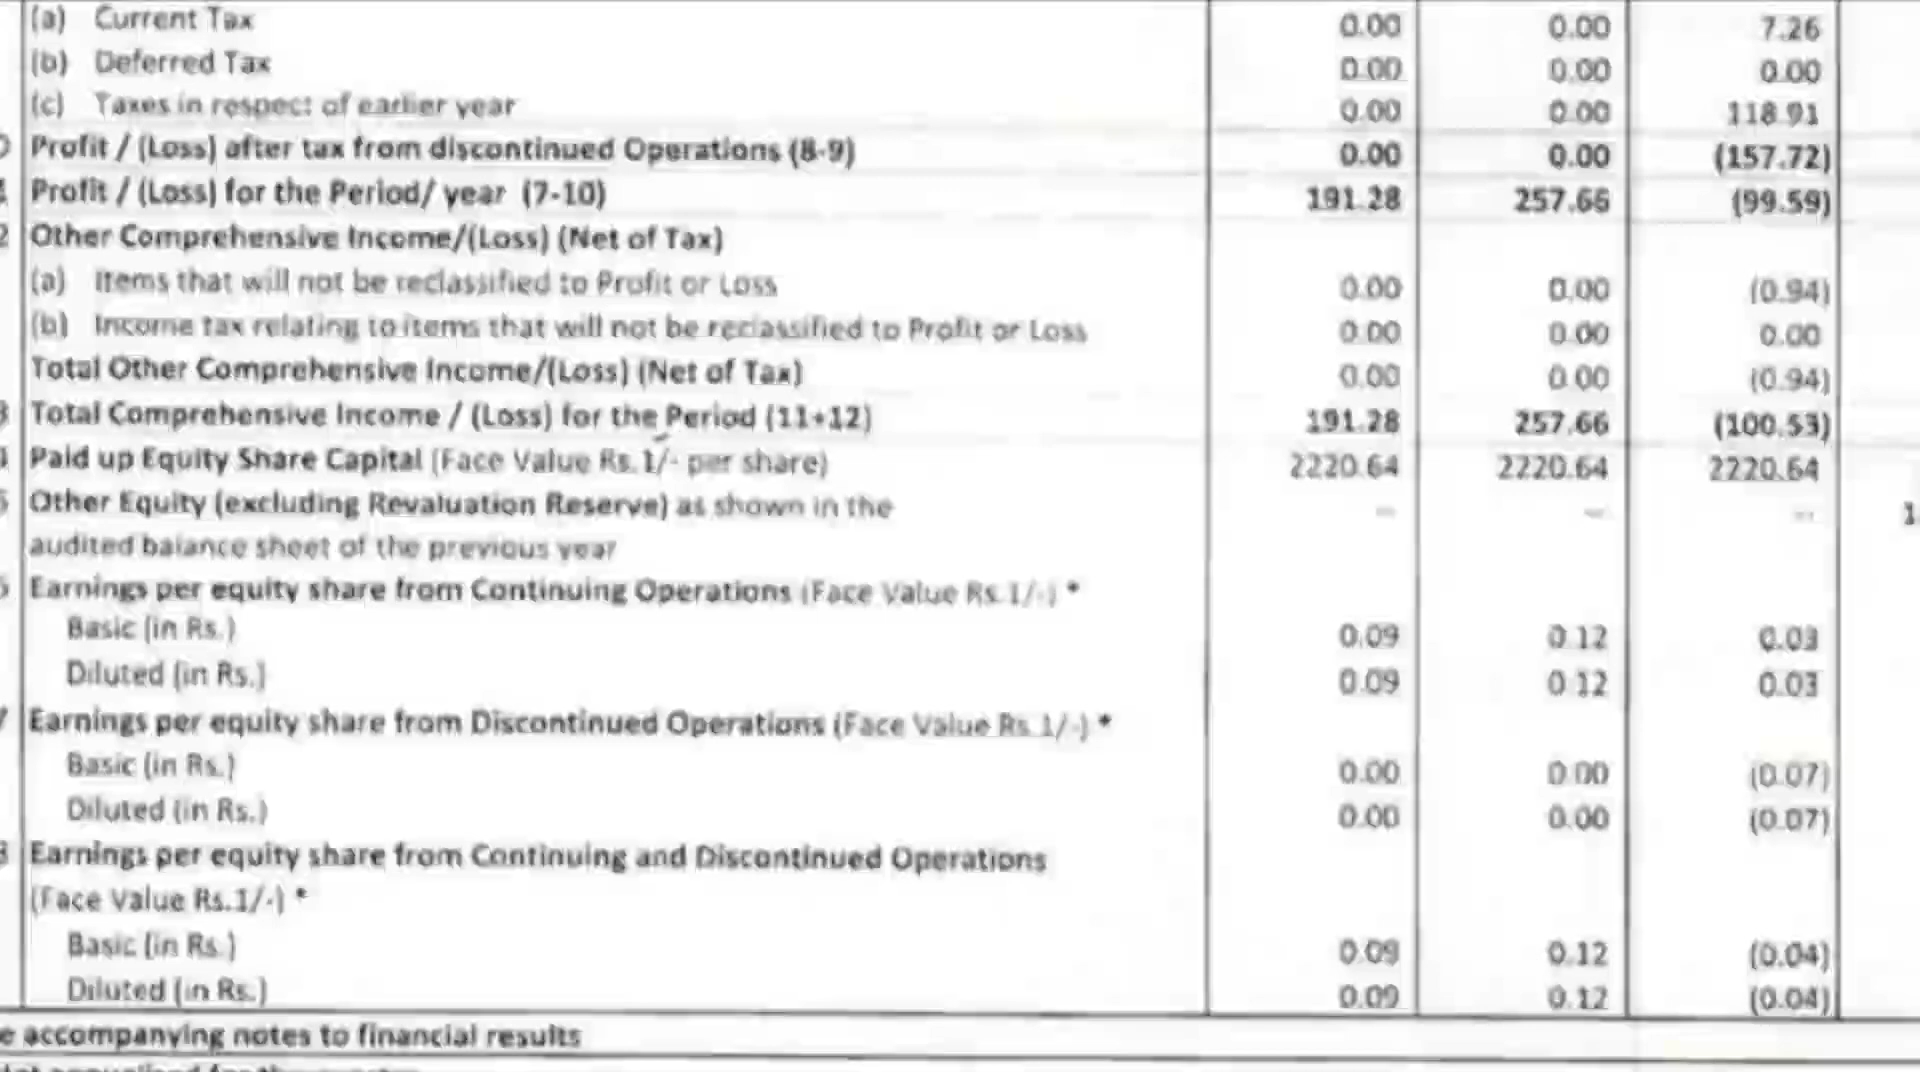 (a) Current Tax 0.00 0.00 7.26
(b) Deferred Tax 0.00 0.00 0.00
(c) Taxes in respect of earlier year 0.00 0.00 118.91
Profit / (Loss) after tax from discontinued Operations (8-9) 0.00 0.00 (157.72)
Profit / (Loss) for the Period/ year (7-10) 191.28 257.66 (99.59)
2 Other Comprehensive Income/(Loss) (Net of Tax)
(a) Items that will not be reclassified to Profit or Loss 0.00 0.00 (0.94)
(b) Income tax relating to items that will not be reclassified to Profit or Loss 0.00 0.00 0.00
Total Other Comprehensive Income/(Loss) (Net of Tax) 0.00 0.00 (0.94)
3 Total Comprehensive Income / (Loss) for the Period (11+12) 191.28 257.66 (100.53)
Paid up Equity Share Capital (Face Value Rs.1/- per share) 2220.64 2220.64 2220.64
Other Equity (excluding Revaluation Reserve) as shown in the - - - 1
audited balance sheet of the previous year
Earnings per equity share from Continuing Operations (Face Value Rs.1/-) *
Basic (in Rs.) 0.09 0.12 0.03
Diluted (in Rs.) 0.09 0.12 0.03
7 Earnings per equity share from Discontinued Operations (Face Value Rs.1/-) *
Basic (in Rs.) 0.00 0.00 (0.07)
Diluted (in Rs.) 0.00 0.00 (0.07)
3 Earnings per equity share from Continuing and Discontinued Operations
(Face Value Rs.1/-) *
Basic (in Rs.) 0.09 0.12 (0.04)
Diluted (in Rs.) 0.09 0.12 (0.04)
e accompanying notes to financial results